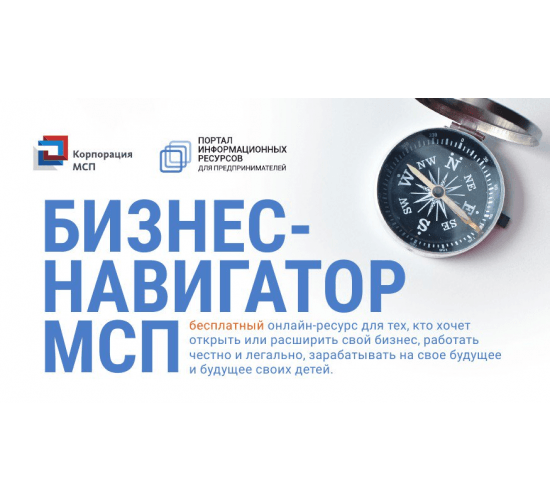 Корпорация
МСП
ПОРТАЛ
ИНФОРМАЦИОННЫХ
РЕСУРСОВ
ДЛЯ ПРЕДПРИНИМАТЕЛЕЙ
БИЗНЕС-
НАВИГАТОР
МСП
бесплатный онлайн-ресурс для тех, кто хочет
открыть или расширить свой бизнес, работать
честно и легально, зарабатывать на свое будущее
и будущее своих детей.
N
NE
E
SE
S
SW
W
NW